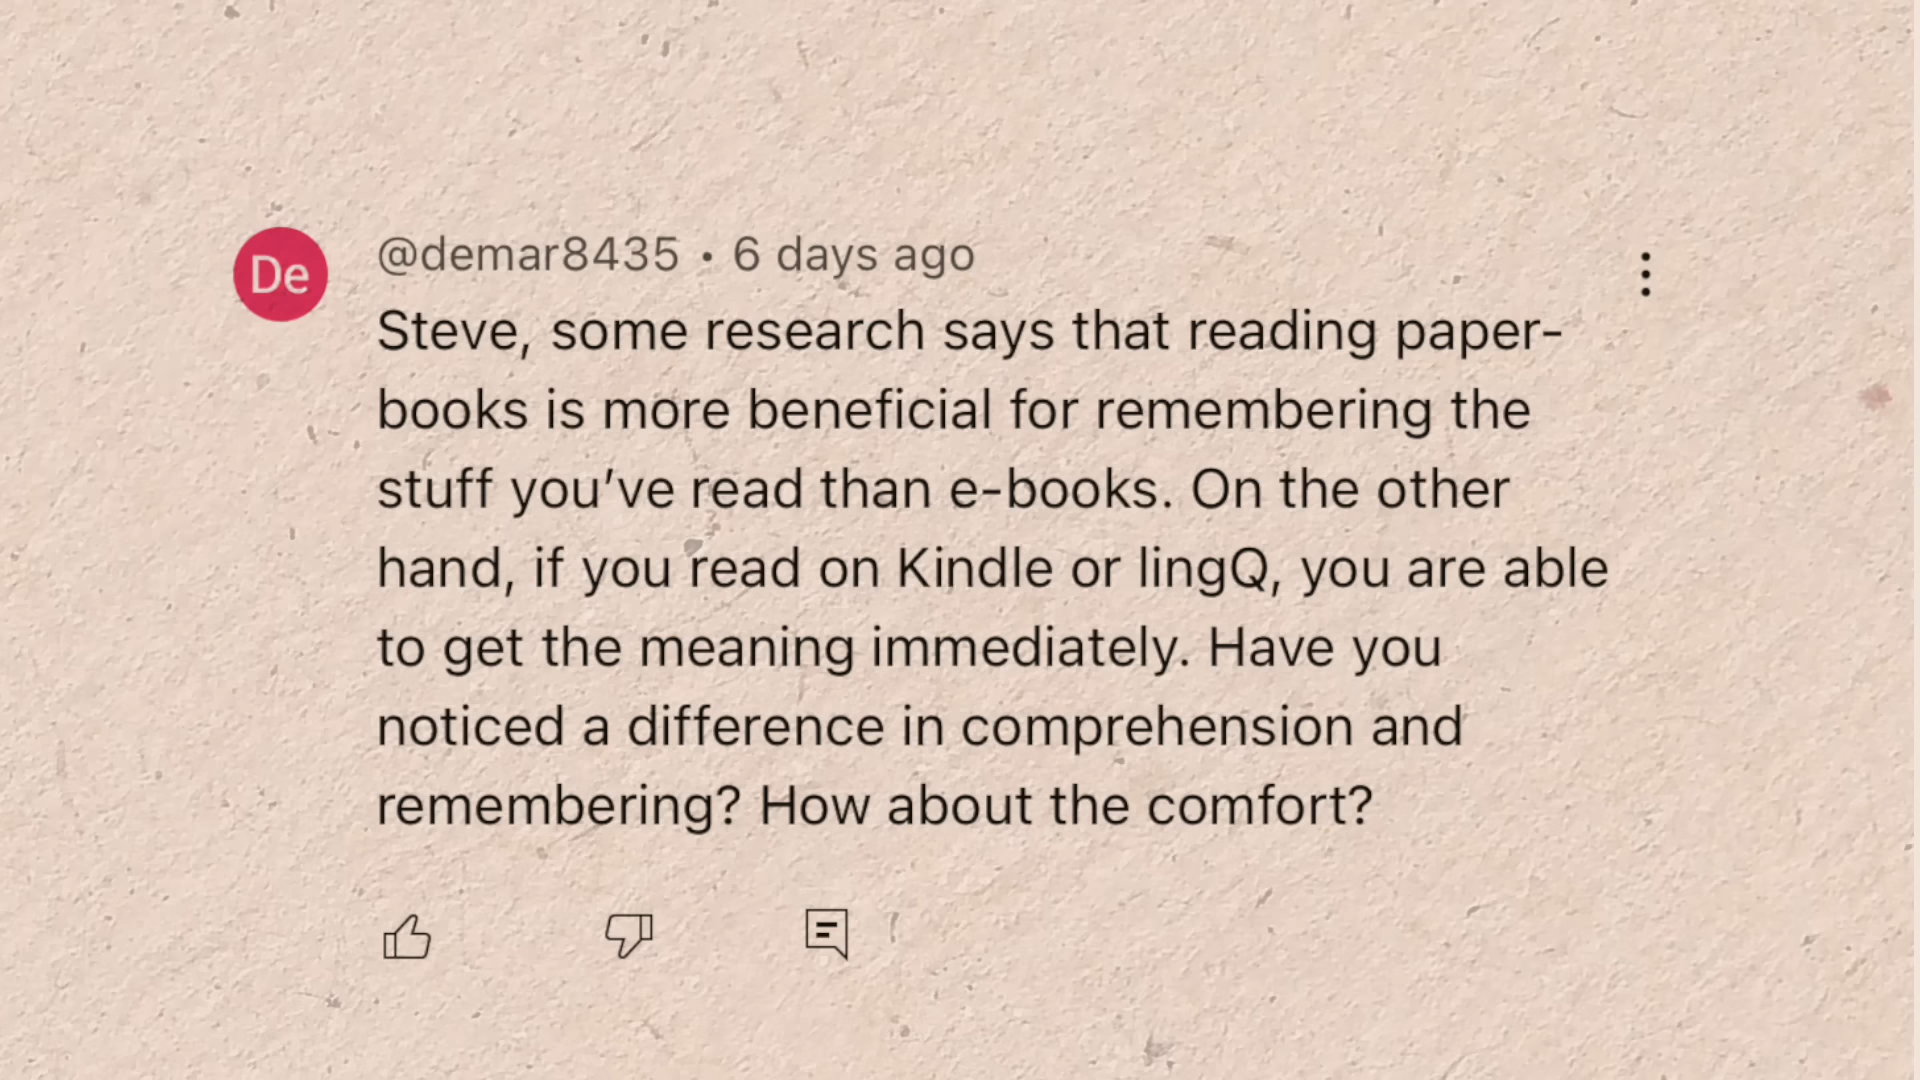 De
@demar8435 • 6 days ago
Steve, some research says that reading paper-
books is more beneficial for remembering the
stuff you’ve read than e-books. On the other
hand, if you read on Kindle or lingQ, you are able
to get the meaning immediately. Have you
noticed a difference in comprehension and
remembering? How about the comfort?